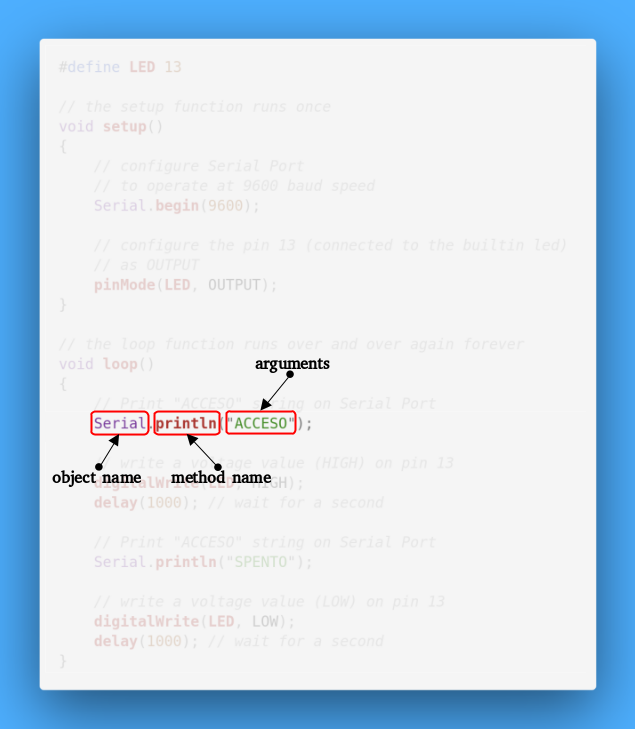 #define LED 13
// the setup function runs once
void setup()
{
// configure Serial Port
// to operate at 9600 baud speed
Serial.begin(9600);
// configure the pin 13 (connected to the builtin led)
// as OUTPUT
pinMode(LED, OUTPUT);
}
// the loop function runs over and over again forever
void loop()
arguments
{
// Print "ACCESO" string on Serial Port
Serial.println("ACCESO");
// write a voltage value (HIGH) on pin 13
object name method name
digitalWrite(LED, HIGH);
delay(1000); // wait for a second
// Print "ACCESO" string on Serial Port
Serial.println("SPENTO");
// write a voltage value (LOW) on pin 13
digitalWrite(LED, LOW);
delay(1000); // wait for a second
}